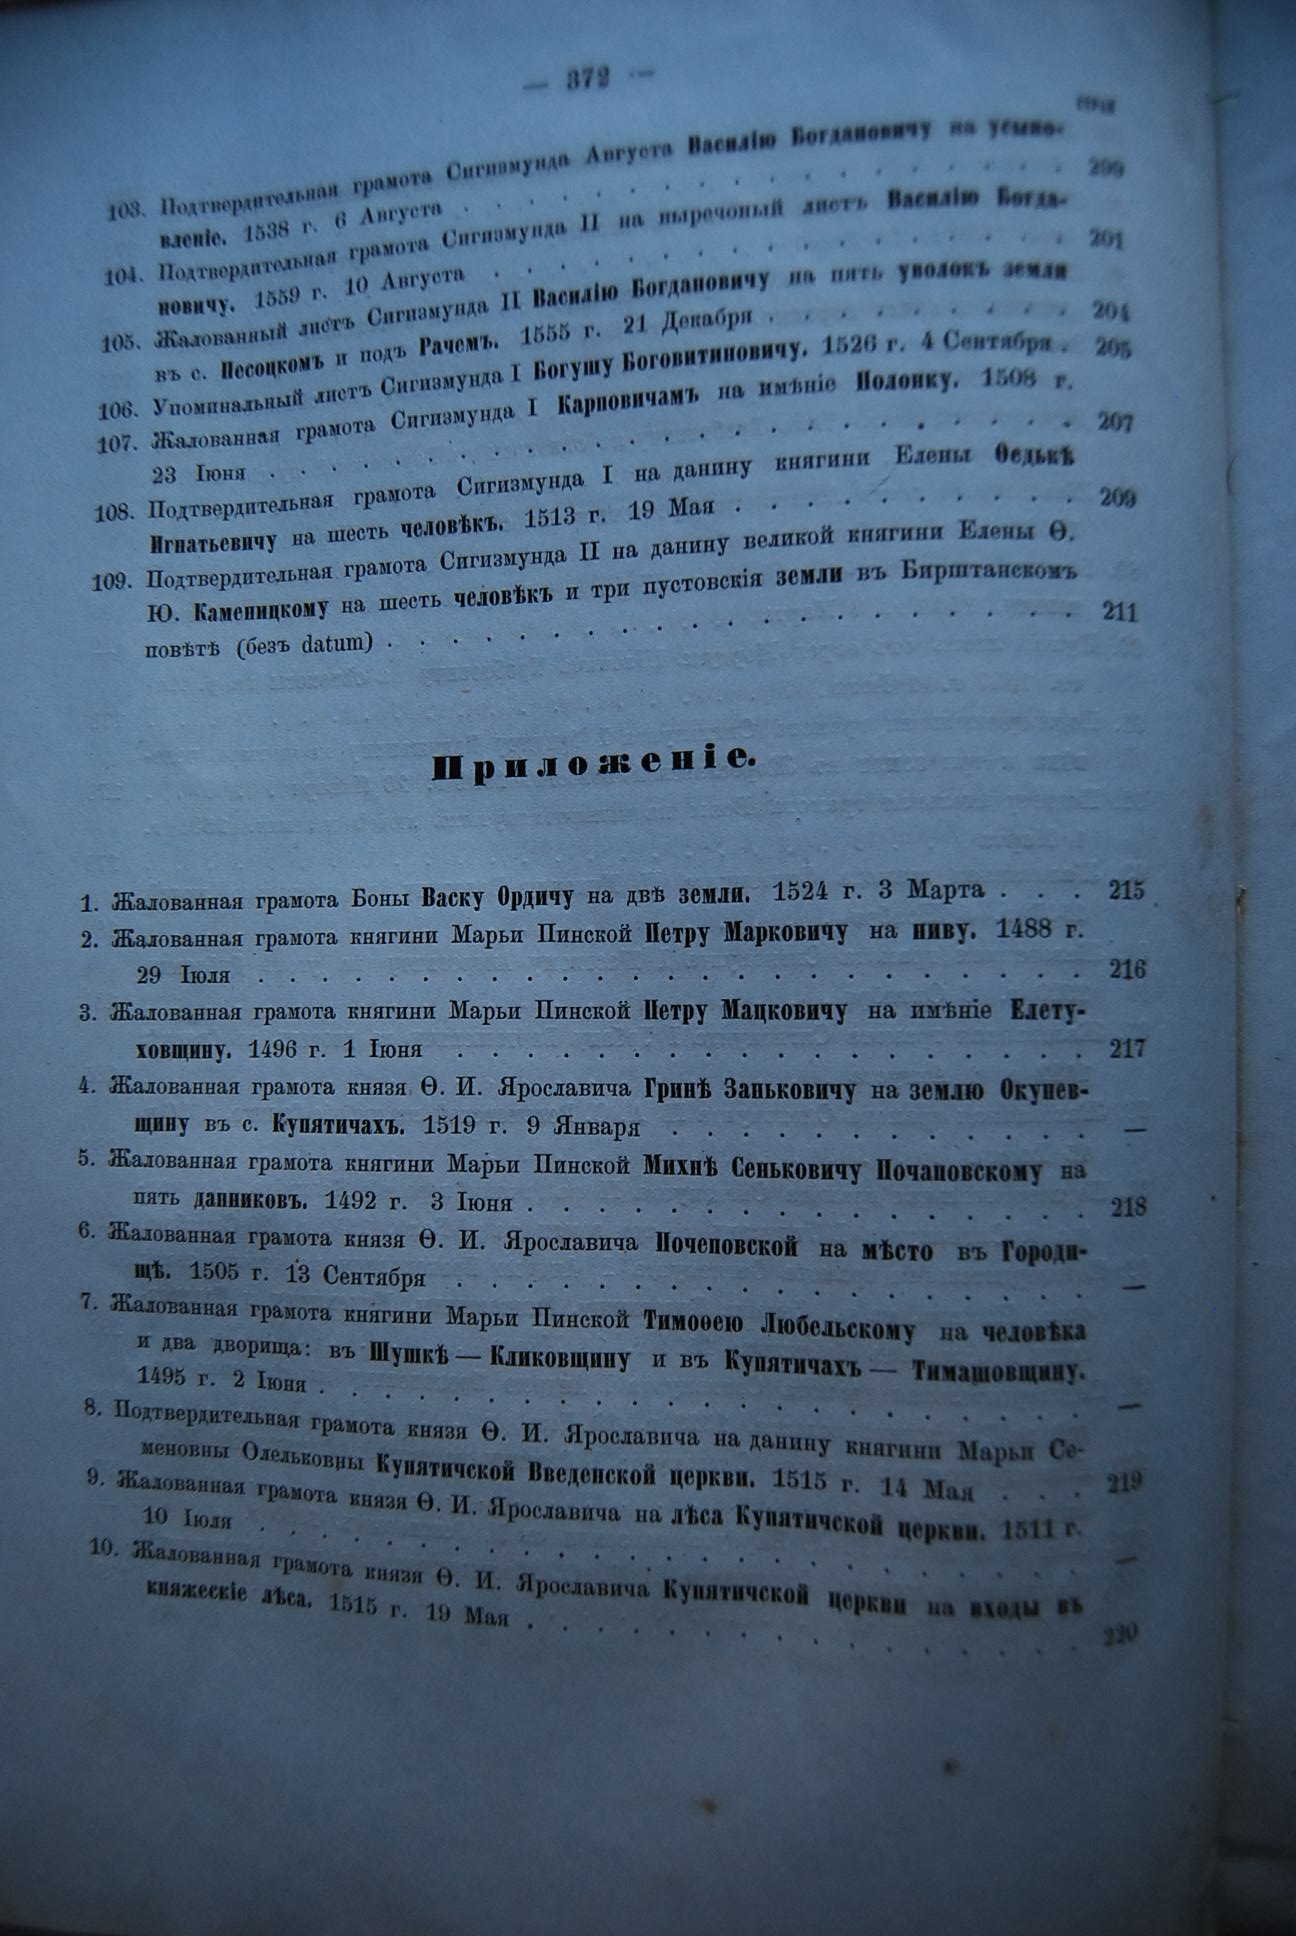 — 372 —
103. Подтвердительная грамота Сигизмунда Августа Василію Богдановичу на усыно-
вленіе. 1538 г. 6 Августа . . . . . . . . . . . . . . . . . 200
104. Подтвердительная грамота Сигизмунда II на выречоный листъ Василію Богда-
новичу. 1559 г. 10 Августа . . . . . . . . . . . . . . . . 201
105. Жалованный листъ Сигизмунда II Василію Богдановичу на пять уволокъ земли
въ с. Песоцкомъ и подъ Рачемъ. 1555 г. 21 Декабря . . . . . . . . . 204
106. Упоминальный листъ Сигизмунда I Богушу Боговитиновичу. 1526 г. 4 Сентября . 205
107. Жалованная грамота Сигизмунда I Карповичамъ на имѣніе Полонку. 1508 г.
23 Іюня . . . . . . . . . . . . . . . . . . . . . . 207
108. Подтвердительная грамота Сигизмунда I на данину княгини Елены Ѳедькѣ
Игнатьевичу на шесть человѣкъ. 1513 г. 19 Мая . . . . . . . . . . 209
109. Подтвердительная грамота Сигизмунда II на данину великой княгини Елены Ѳ.
Ю. Каменицкому на шесть человѣкъ и три пустовскія земли въ Бирштанскомъ
повѣтѣ (безъ datum) . . . . . . . . . . . . . . . . . . . . 211
Приложеніе.
1. Жалованная грамота Боны Васку Ордичу на двѣ земли. 1524 г. 3 Марта . . . 215
2. Жалованная грамота княгини Марьи Пинской Петру Марковичу на ниву. 1488 г.
29 Іюля . . . . . . . . . . . . . . . . . . . . . . . 216
3. Жалованная грамота княгини Марьи Пинской Петру Мацковичу на имѣніе Елету-
ховщину. 1496 г. 1 Іюня . . . . . . . . . . . . . . . . . . 217
4. Жалованная грамота князя Ѳ. И. Ярославича Гринѣ Заньковичу на землю Окунев-
щину въ с. Купятичахъ. 1519 г. 9 Января . . . . . . . . . . . . —
5. Жалованная грамота княгини Марьи Пинской Михнѣ Сеньковичу Почаповскому на
пять данниковъ. 1492 г. 3 Іюня . . . . . . . . . . . . . . . . 218
6. Жалованная грамота князя Ѳ. И. Ярославича Почеповской на мѣсто въ Городи-
щѣ. 1505 г. 13 Сентября . . . . . . . . . . . . . . . . . . —
7. Жалованная грамота княгини Марьи Пинской Тимоѳею Любельскому на человѣка
и два дворища: въ Шушкѣ — Кликовщину и въ Купятичахъ — Тимашовщину.
1495 г. 2 Іюня . . . . . . . . . . . . . . . . . . . . . . —
8. Подтвердительная грамота князя Ѳ. И. Ярославича на данину княгини Марьи Се-
меновны Олельковны Купятичской Введенской церкви. 1515 г. 14 Мая . . . 219
9. Жалованная грамота князя Ѳ. И. Ярославича на лѣса Купятичской церкви. 1511 г.
10 Іюля . . . . . . . . . . . . . . . . . . . . . . . —
10. Жалованная грамота князя Ѳ. И. Ярославича Купятичской церкви на входы въ
княжескіе лѣса. 1515 г. 19 Мая . . . . . . . . . . . . . . . . 220